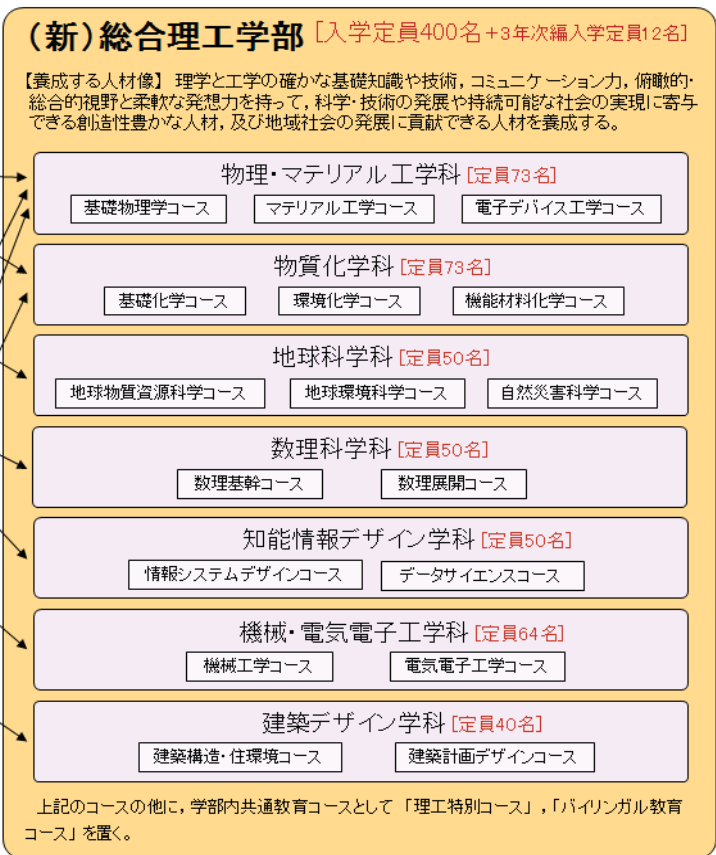 (新)総合理工学部 [入学定員400名+3年次編入学定員12名]
【養成する人材像】 理学と工学の確かな基礎知識や技術，コミュニケーション力，俯瞰的・
総合的視野と柔軟な発想力を持って，科学・技術の発展や持続可能な社会の実現に寄与
できる創造性豊かな人材，及び地域社会の発展に貢献できる人材を養成する。
物理・マテリアル工学科 [定員73名]
基礎物理学コース マテリアル工学コース 電子デバイス工学コース
物質化学科 [定員73名]
基礎化学コース 環境化学コース 機能材料化学コース
地球科学科 [定員50名]
地球物質資源科学コース 地球環境科学コース 自然災害科学コース
数理科学科 [定員50名]
数理基幹コース 数理展開コース
知能情報デザイン学科 [定員50名]
情報システムデザインコース データサイエンスコース
機械・電気電子工学科 [定員64名]
機械工学コース 電気電子工学コース
建築デザイン学科 [定員40名]
建築構造・住環境コース 建築計画デザインコース
上記のコースの他に，学部内共通教育コースとして 「理工特別コース」，「バイリンガル教育
コース」を置く。